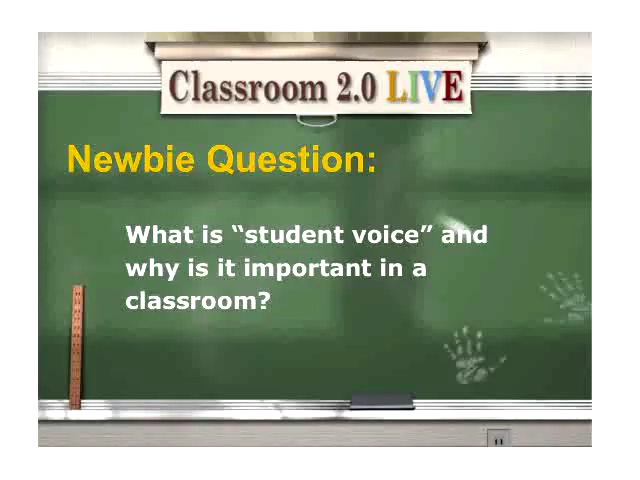 Classroom 2.0 LIVE
Newbie Question:
What is “student voice” and
why is it important in a
classroom?